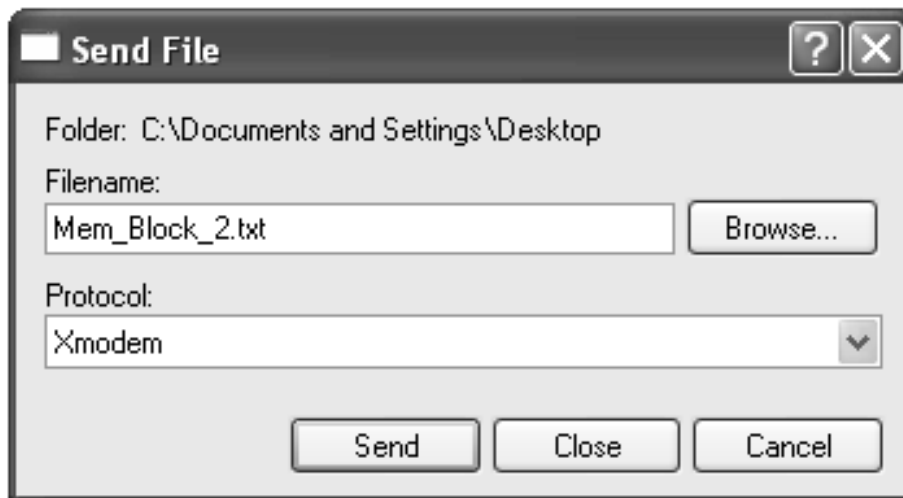 Send File
Folder: C:\Documents and Settings\Desktop
Filename:
Mem_Block_2.txt
Browse...
Protocol:
Xmodem
Send Close Cancel